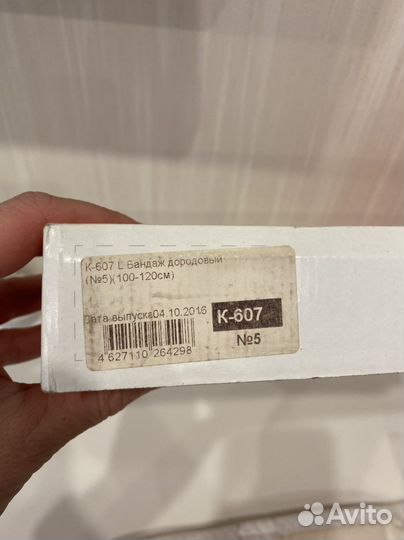 К-607 L Бандаж дородовый
(№5)(100-120см)
Дата выпуска04.10.2016
К-607
4 627110 264298
№5
Avito